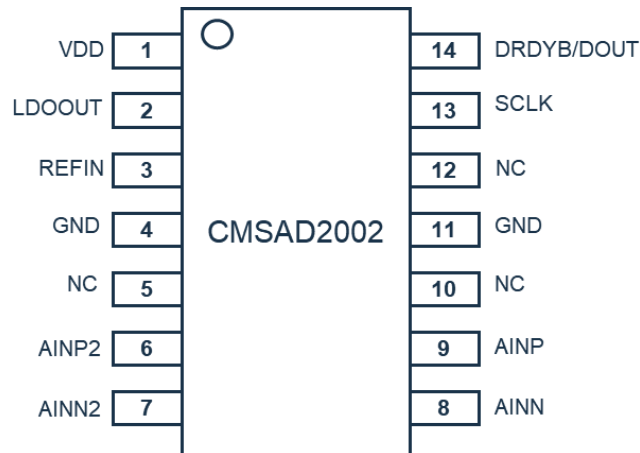 VDD 1 14 DRDYB/DOUT
LDOOUT 2 13 SCLK
REFIN 3 12 NC
GND 4 CMSAD2002 11 GND
NC 5 10 NC
AINP2 6 9 AINP
AINN2 7 8 AINN